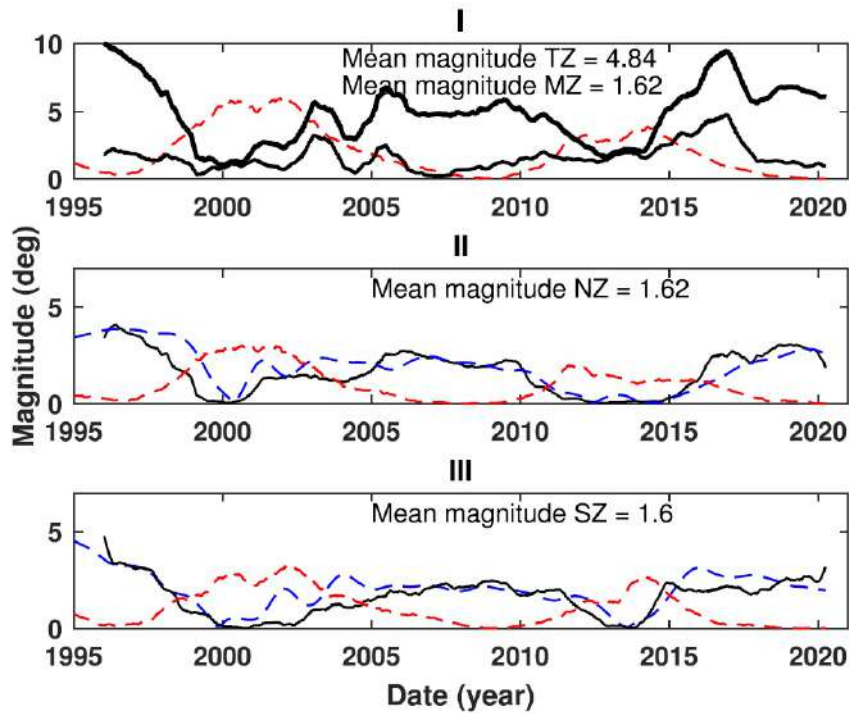 I
10
Mean magnitude TZ = 4.84
Mean magnitude MZ = 1.62
5
0
1995 2000 2005 2010 2015 2020
II
Mean magnitude NZ = 1.62
5
0
1995 2000 2005 2010 2015 2020
Magnitude (deg)
III
Mean magnitude SZ = 1.6
5
0
1995 2000 2005 2010 2015 2020
Date (year)